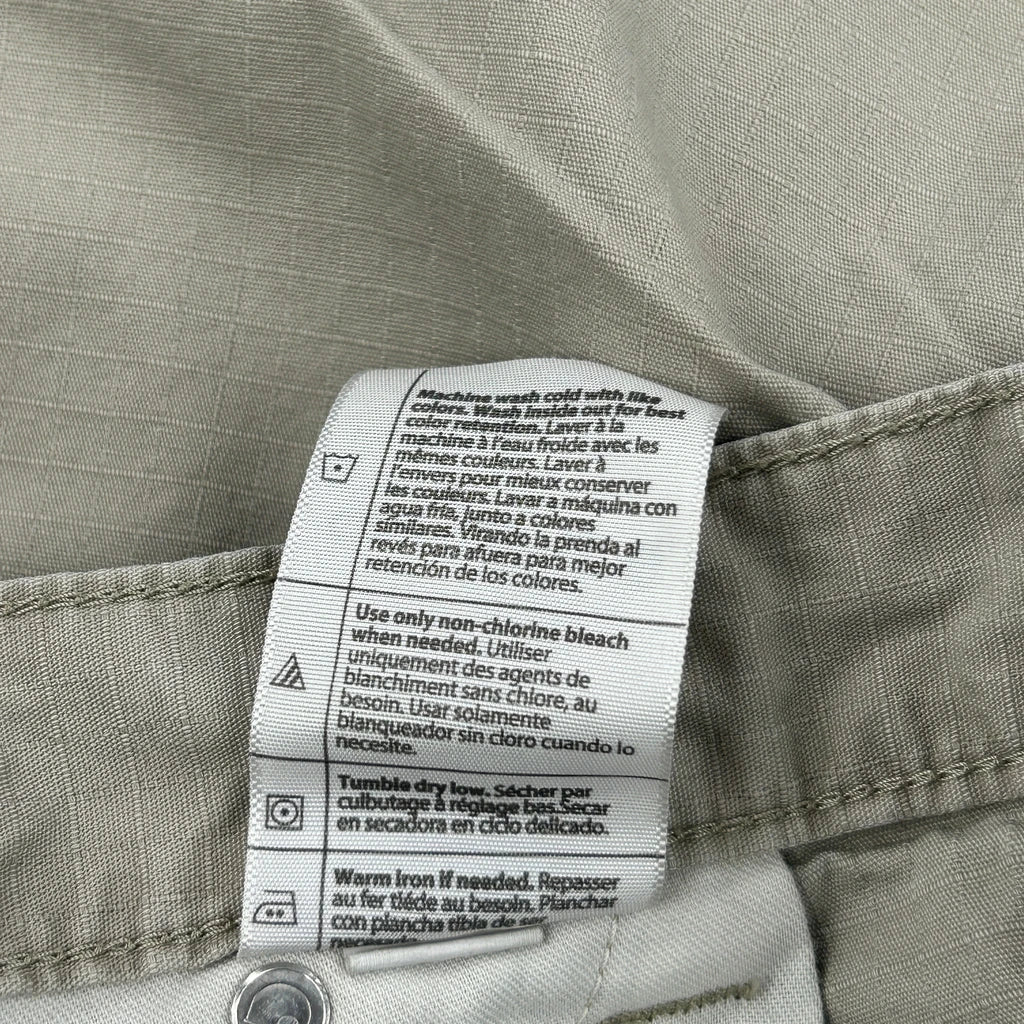 Machine wash cold with like
colors. Wash inside out for best
color retention. Laver à la
machine à l'eau froide avec les
mêmes couleurs. Laver à
l'envers pour mieux conserver
les couleurs. Lavar a máquina con
agua fría, junto a colores
similares. Virando la prenda al
revés para afuera para mejor
retención de los colores.
Use only non-chlorine bleach
when needed. Utiliser
uniquement des agents de
blanchiment sans chlore, au
besoin. Usar solamente
blanqueador sin cloro cuando lo
necesite.
Tumble dry low. Sécher par
culbutage à réglage bas.Secar
en secadora en ciclo delicado.
Warm iron if needed. Repasser
au fer tiède au besoin. Planchar
con plancha tibia de ser
necesario